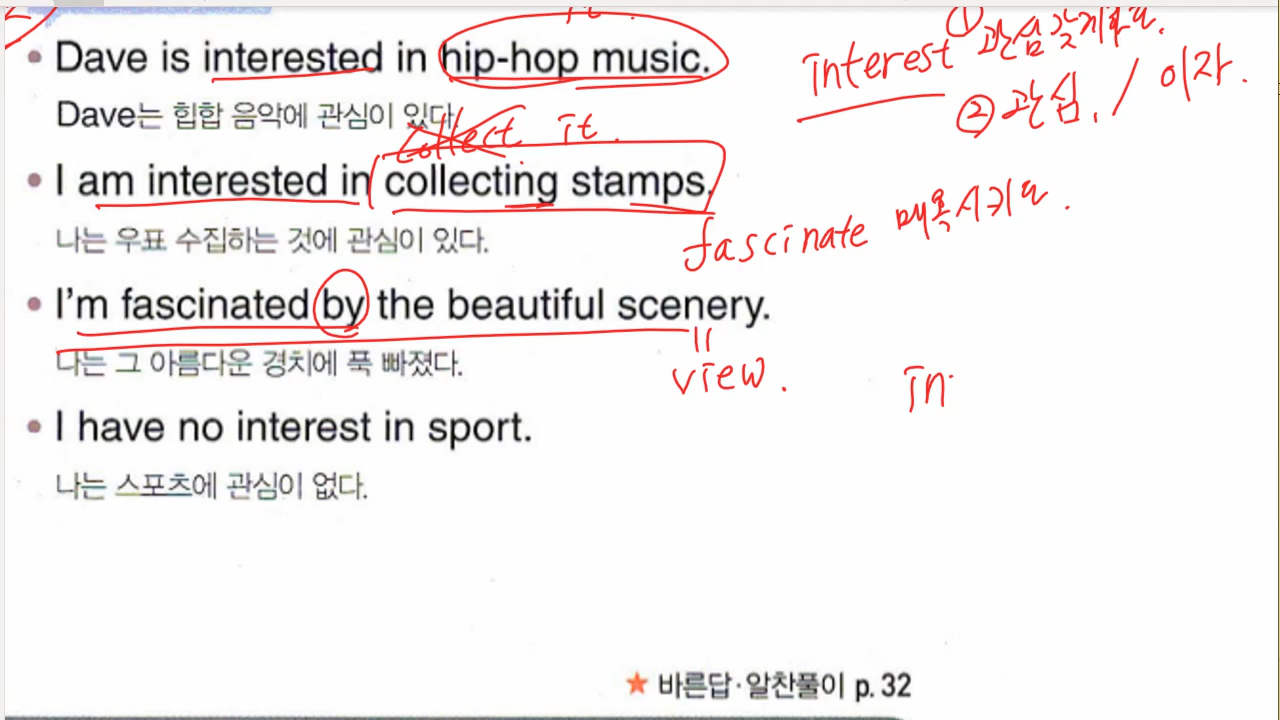 it.
① 관심갖게하다.
• Dave is interested in hip-hop music.
interest
② 관심. / 이자.
Dave는 힙합 음악에 관심이 있다.
collect it.
• I am interested in collecting stamps.
나는 우표 수집하는 것에 관심이 있다.
fascinate 매혹시키다.
• I'm fascinated by the beautiful scenery.
나는 그 아름다운 경치에 푹 빠졌다.
view.
in
• I have no interest in sport.
나는 스포츠에 관심이 없다.
★ 바른답·알찬풀이 p. 32